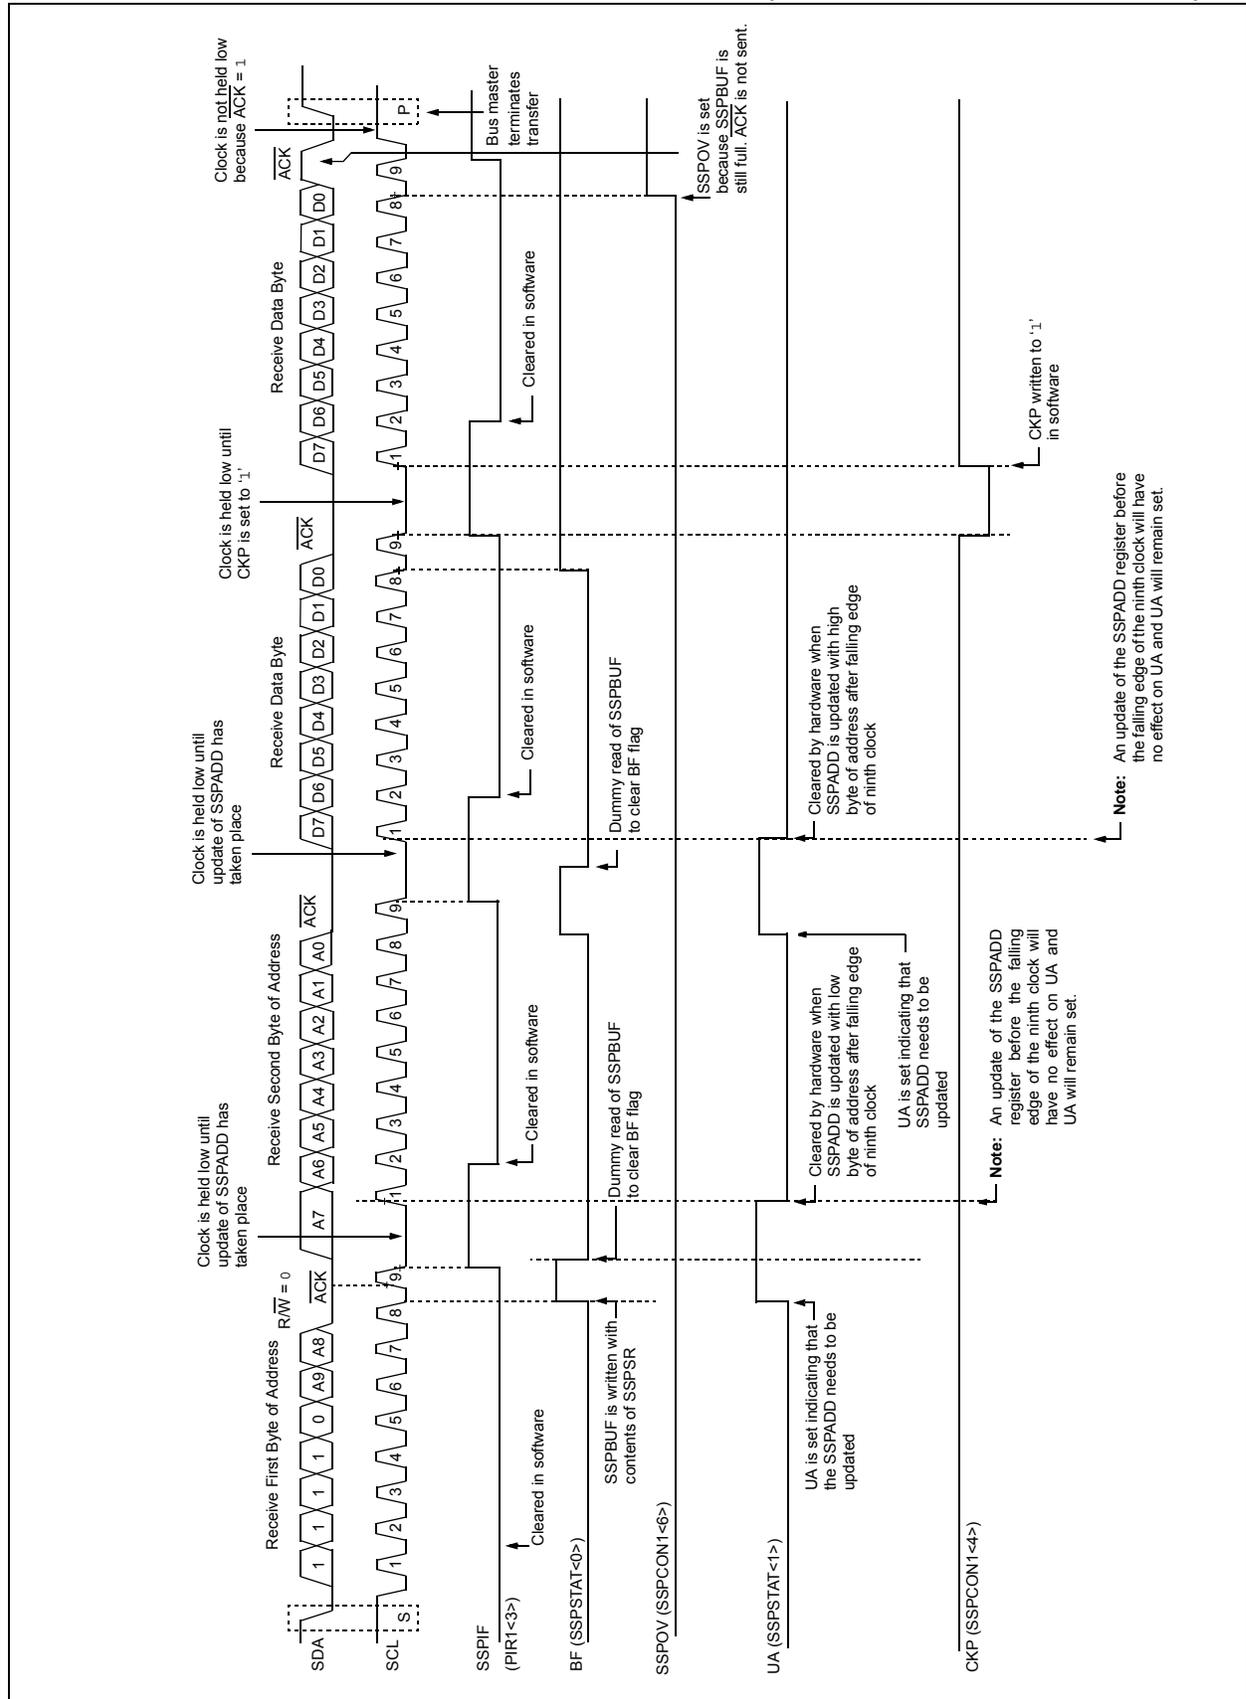 Receive First Byte of Address
R/W = 0
ACK
Clock is held low until
update of SSPADD has
taken place
Receive Second Byte of Address
ACK
Clock is held low until
update of SSPADD has
taken place
Receive Data Byte
ACK
Clock is held low until
CKP is set to ‘1’
Receive Data Byte
ACK
Clock is not held low
because ACK = 1
SDA
1 1 1 1 0 A9 A8
A7 A6 A5 A4 A3 A2 A1 A0
D7 D6 D5 D4 D3 D2 D1 D0
D7 D6 D5 D4 D3 D2 D1 D0
SCL
S
1 2 3 4 5 6 7 8 9
1 2 3 4 5 6 7 8 9
1 2 3 4 5 6 7 8 9
1 2 3 4 5 6 7 8 9
P
Bus master
terminates
transfer
SSPIF
(PIR1<3>)
Cleared in software
Cleared in software
Cleared in software
Cleared in software
BF (SSPSTAT<0>)
SSPBUF is written with
contents of SSPSR
Dummy read of SSPBUF
to clear BF flag
Dummy read of SSPBUF
to clear BF flag
SSPOV (SSPCON1<6>)
SSPOV is set
because SSPBUF is
still full. ACK is not sent.
UA (SSPSTAT<1>)
UA is set indicating that
the SSPADD needs to be
updated
Cleared by hardware when
SSPADD is updated with low
byte of address after falling edge
of ninth clock
UA is set indicating that
SSPADD needs to be
updated
Cleared by hardware when
SSPADD is updated with high
byte of address after falling edge
of ninth clock
CKP (SSPCON1<4>)
CKP written to ‘1’
in software
Note: An update of the SSPADD
register before the falling
edge of the ninth clock will
have no effect on UA and
UA will remain set.
Note: An update of the SSPADD register before
the falling edge of the ninth clock will have
no effect on UA and UA will remain set.